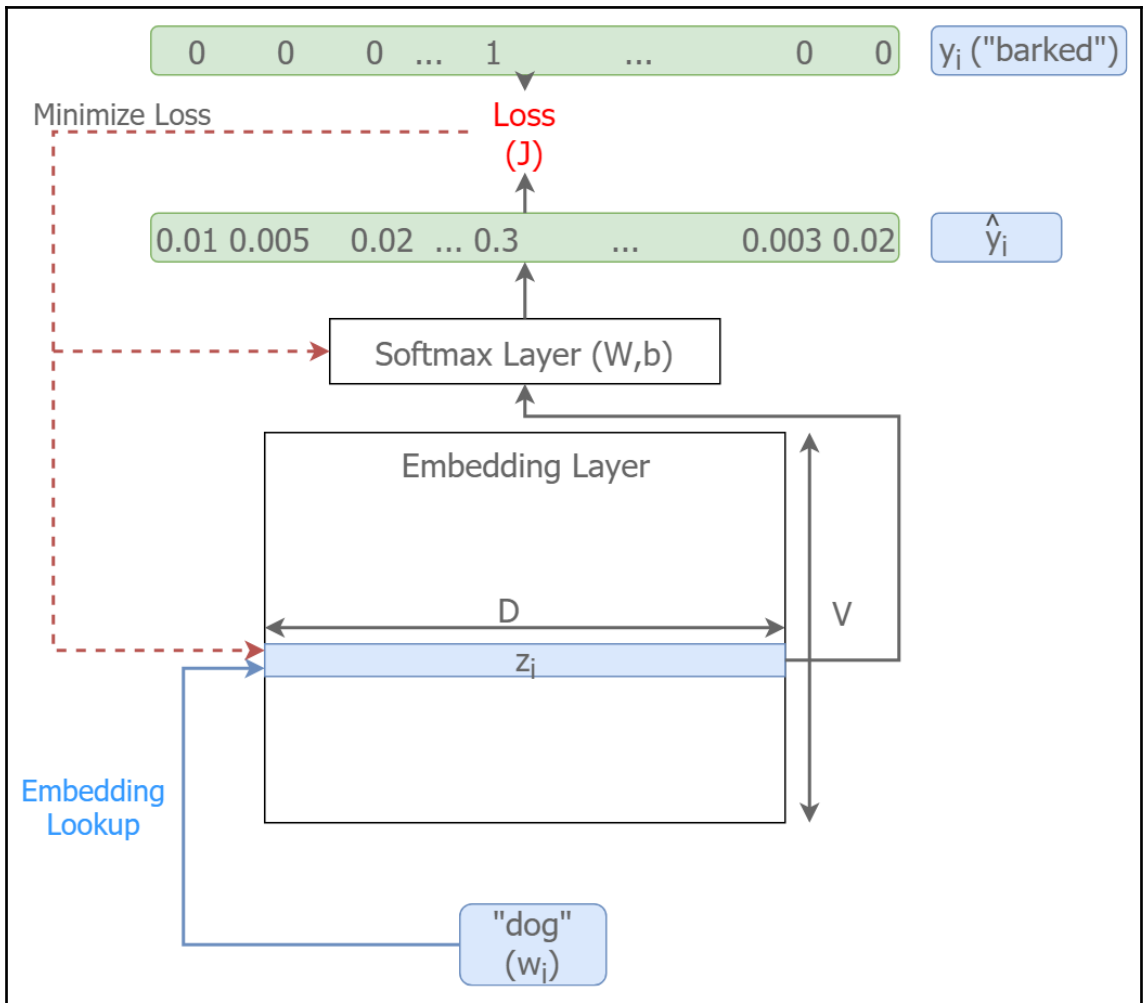 0 0 0 ... 1 ... 0 0
yᵢ ("barked")
Minimize Loss
Loss
(J)
0.01 0.005 0.02 ... 0.3 ... 0.003 0.02
ŷᵢ
Softmax Layer (W,b)
Embedding Layer
D
V
zᵢ
Embedding
Lookup
"dog"
(wᵢ)